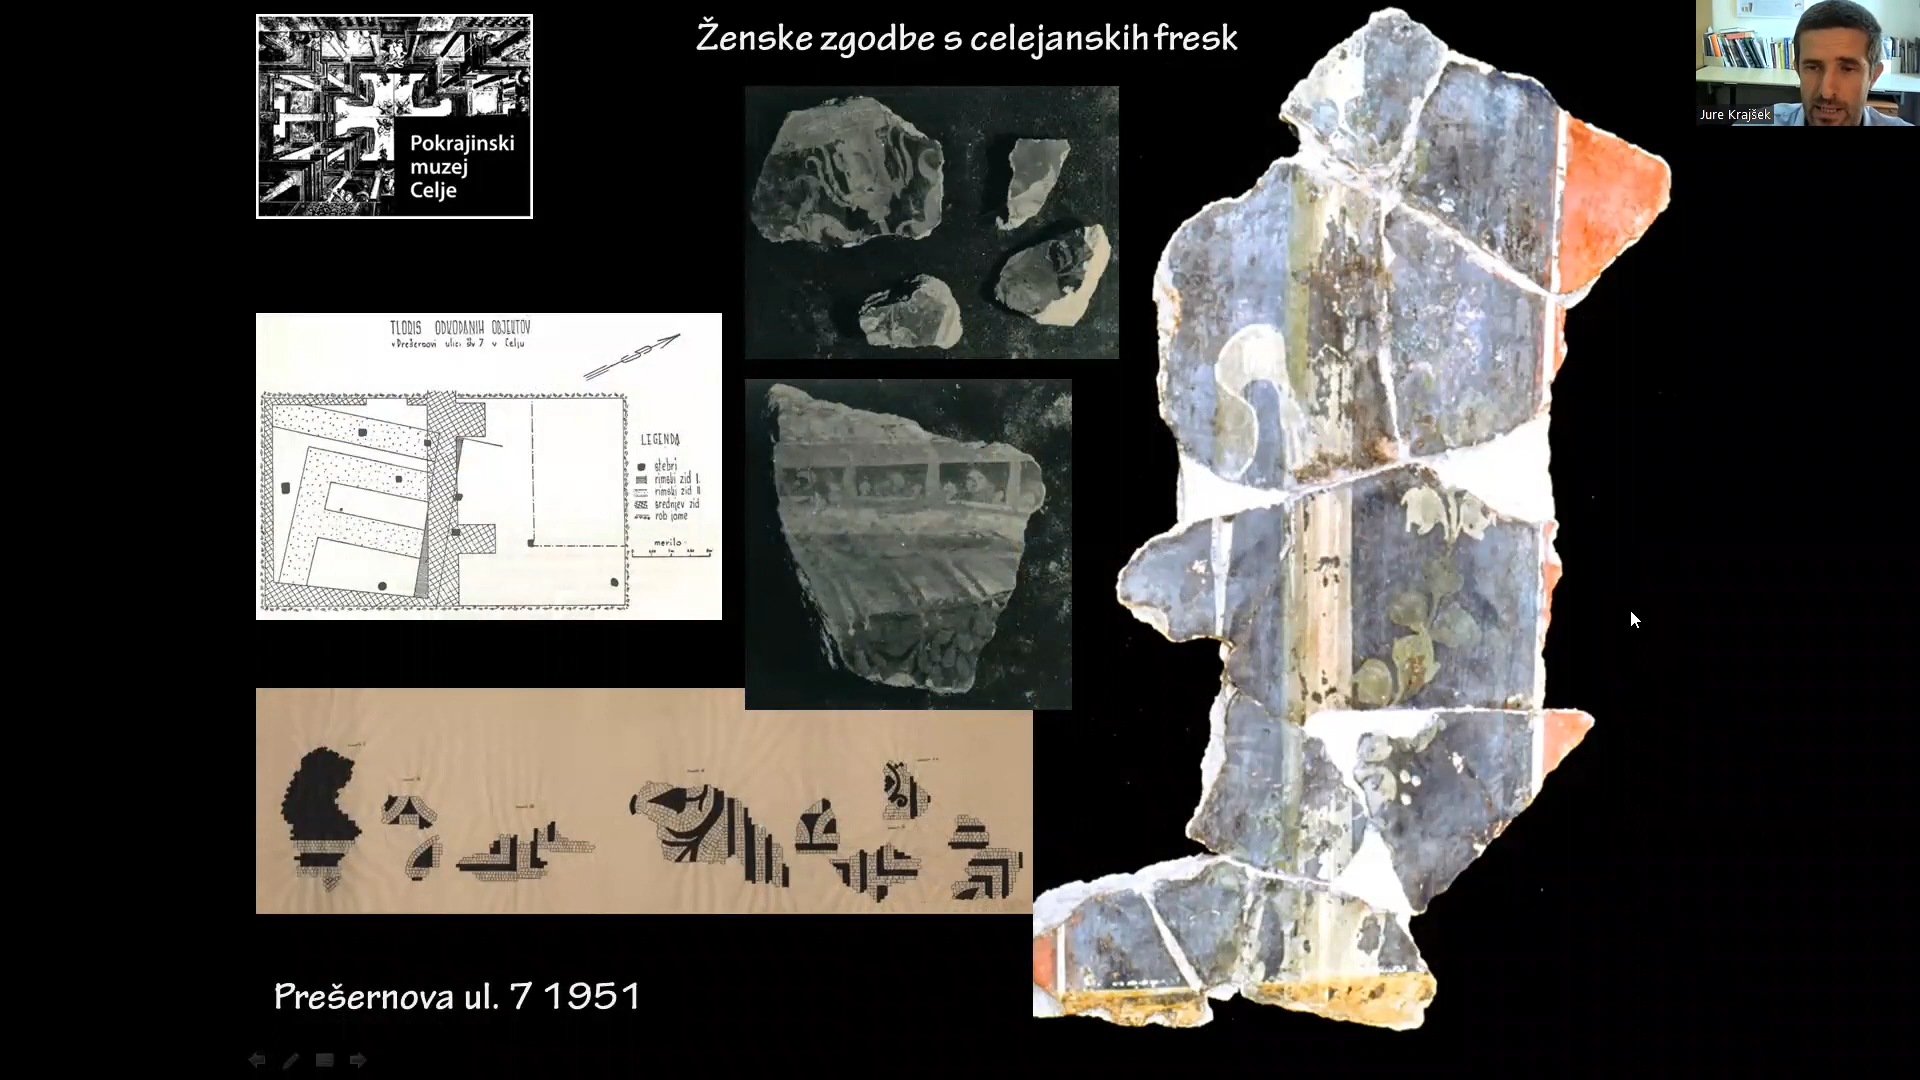 Ženske zgodbe s celejanskih fresk
Jure Krajšek
Pokrajinski
muzej
Celje
TLORIS ODKOPANIH OBJEKTOV
v Prešernovi ulici štv 7 v Celju
LEGENDA
stebri
rimski zid I.
rimski zid II
srednjev zid
rob jame
merilo
Prešernova ul. 7 1951